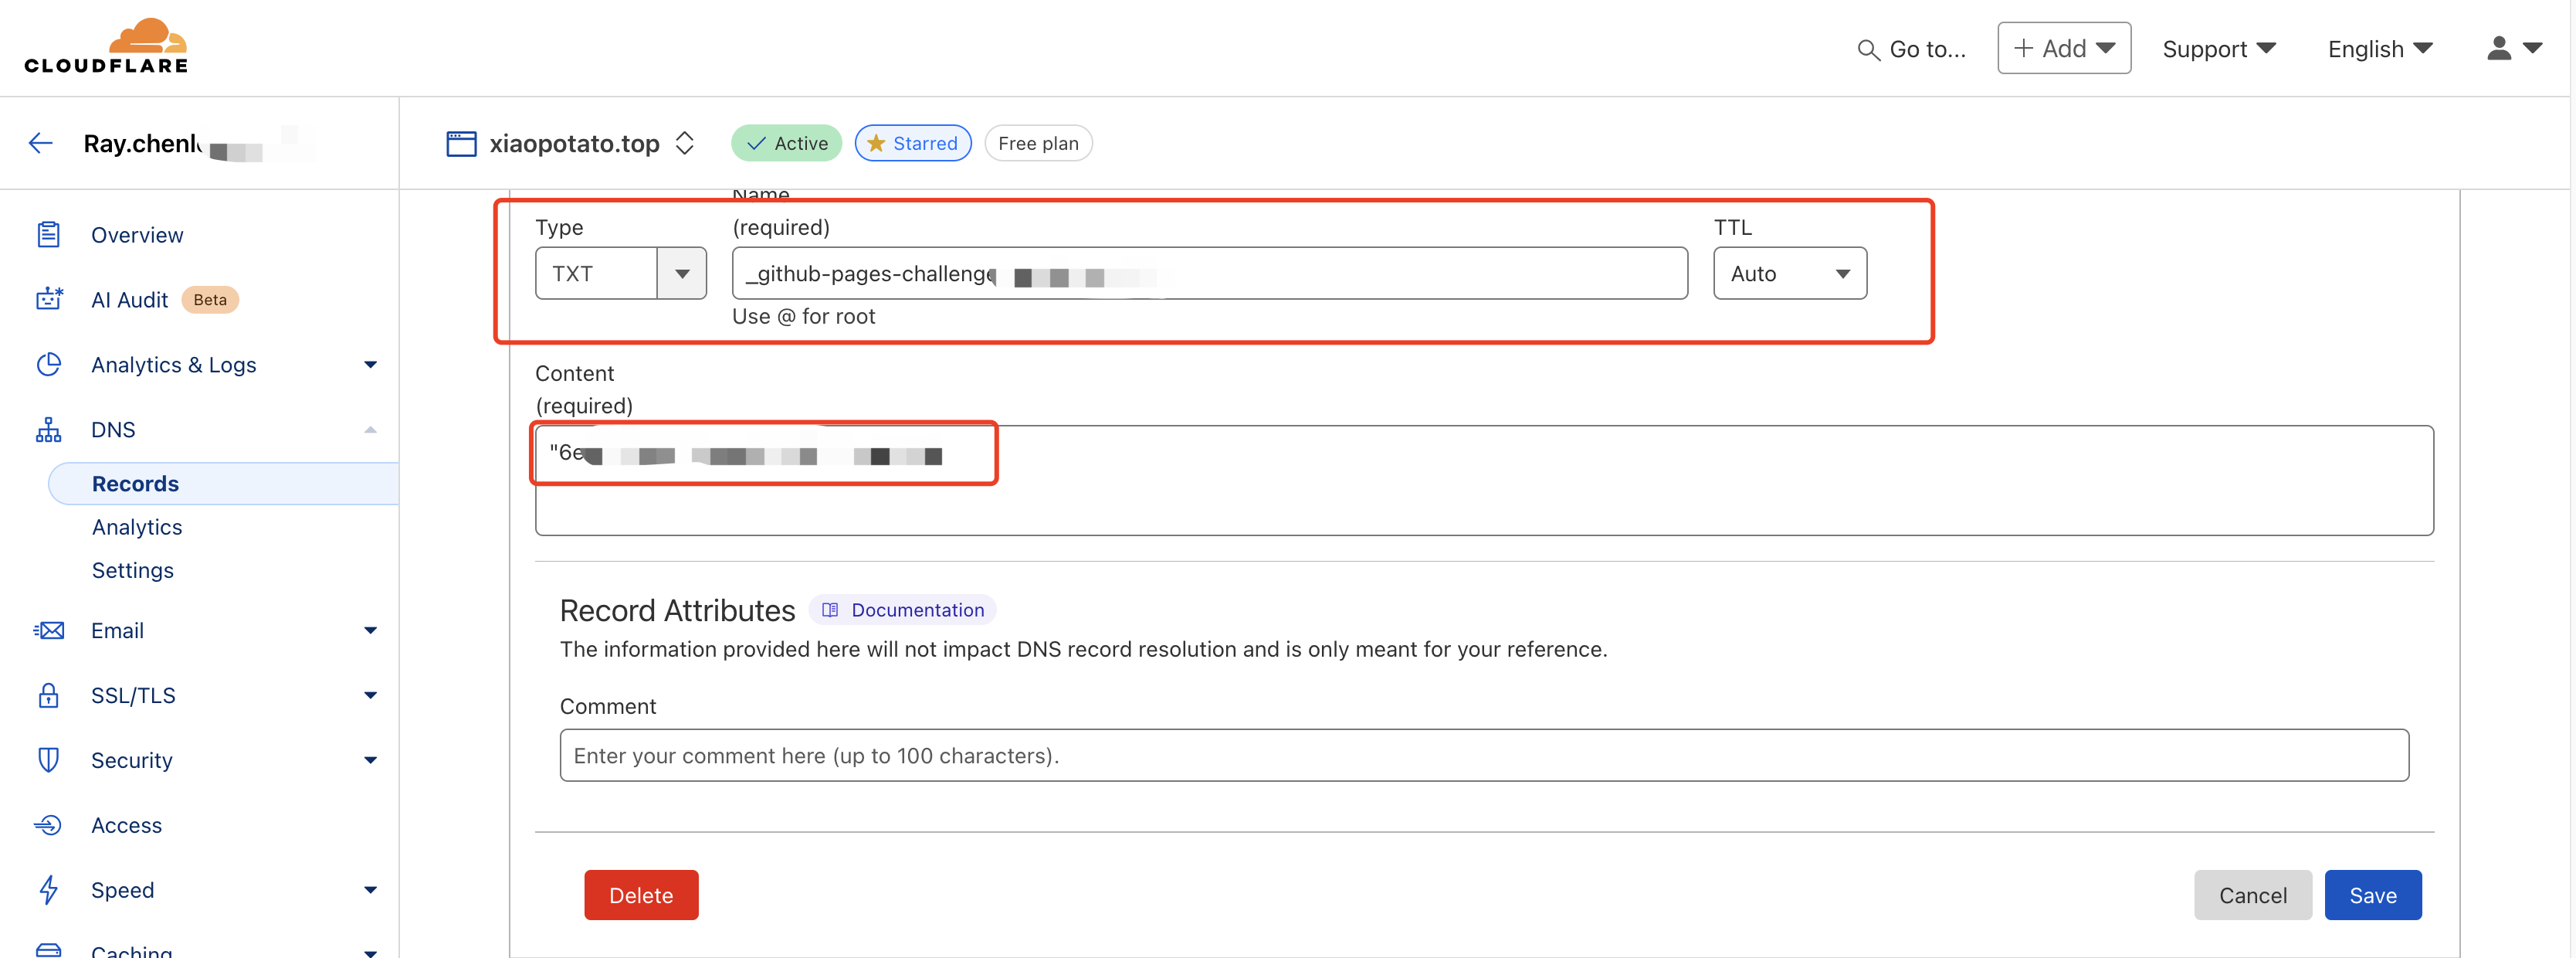 CLOUDFLARE
Go to...
+ Add
Support
English
Ray.chenl
xiaopotato.top
Active
Starred
Free plan
Overview
AI Audit
Beta
Analytics & Logs
DNS
Records
Analytics
Settings
Email
SSL/TLS
Security
Access
Speed
Caching
Name
Type
(required)
TTL
TXT
_github-pages-challenge
Auto
Use @ for root
Content
(required)
"6e
Record Attributes
Documentation
The information provided here will not impact DNS record resolution and is only meant for your reference.
Comment
Enter your comment here (up to 100 characters).
Delete
Cancel
Save